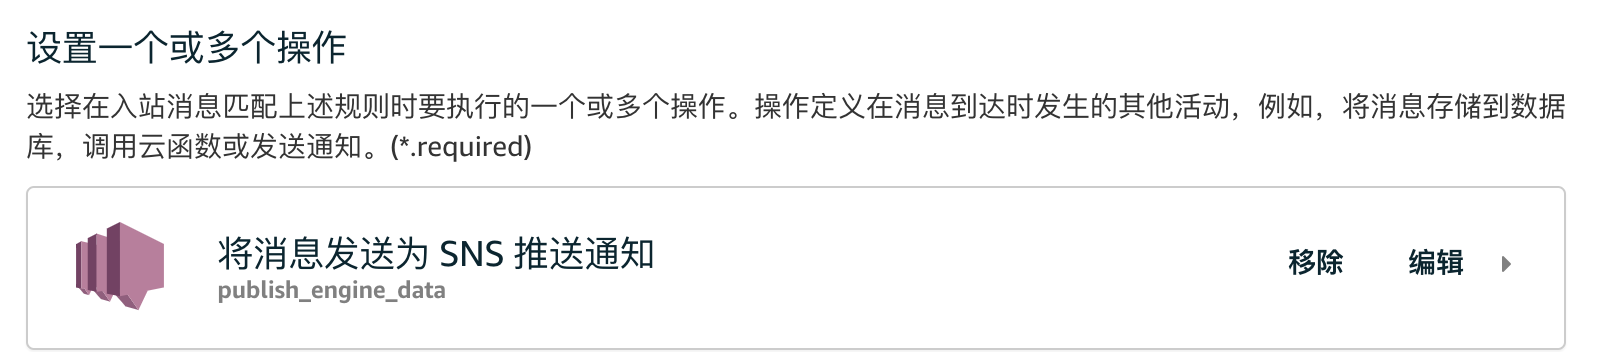 设置一个或多个操作
选择在入站消息匹配上述规则时要执行的一个或多个操作。操作定义在消息到达时发生的其他活动，例如，将消息存储到数据
库，调用云函数或发送通知。(*.required)
将消息发送为 SNS 推送通知
publish_engine_data
移除 编辑